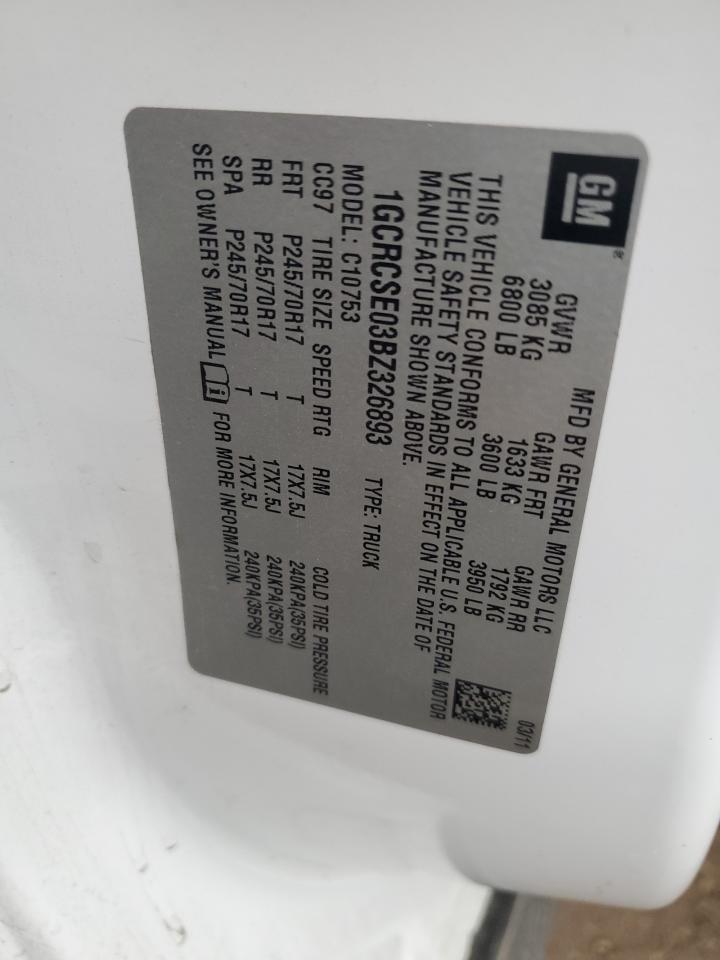 GM®
MFD BY GENERAL MOTORS LLC 03/11
GVWR GAWR FRT GAWR RR
3085 KG 1633 KG 1792 KG
6800 LB 3600 LB 3950 LB
THIS VEHICLE CONFORMS TO ALL APPLICABLE U.S. FEDERAL MOTOR
VEHICLE SAFETY STANDARDS IN EFFECT ON THE DATE OF
MANUFACTURE SHOWN ABOVE.
1GCRCSE03BZ326893 TYPE: TRUCK
MODEL: C10753
CC97 TIRE SIZE SPEED RTG RIM COLD TIRE PRESSURE
FRT P245/70R17 T 17X7.5J 240KPA(35PSI)
RR P245/70R17 T 17X7.5J 240KPA(35PSI)
SPA P245/70R17 T 17X7.5J 240KPA(35PSI)
SEE OWNER'S MANUAL FOR MORE INFORMATION.